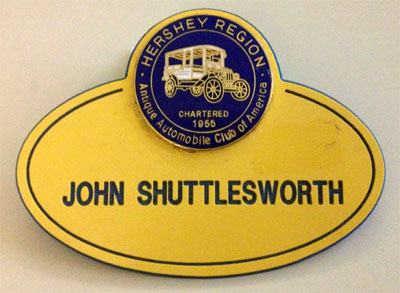 · HERSHEY REGION ·
CHARTERED
1955
Antique Automobile Club of America
JOHN SHUTTLESWORTH